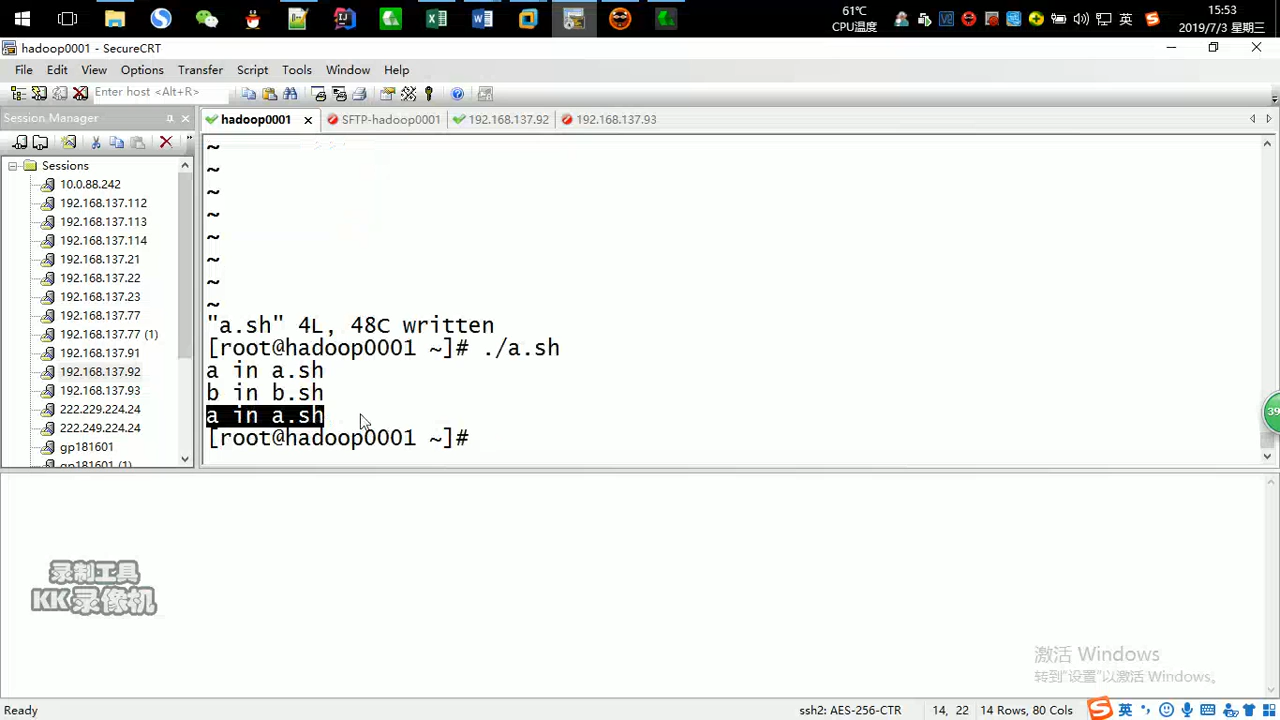 61℃
CPU温度
英
15:53
2019/7/3 星期三
hadoop0001 - SecureCRT
File Edit View Options Transfer Script Tools Window Help
Enter host <Alt+R>
Session Manager
hadoop0001
SFTP-hadoop0001
192.168.137.92
192.168.137.93
Sessions
10.0.88.242
192.168.137.112
192.168.137.113
192.168.137.114
192.168.137.21
192.168.137.22
192.168.137.23
192.168.137.77
192.168.137.77 (1)
192.168.137.91
192.168.137.92
192.168.137.93
222.229.224.24
222.248.229.24
gp181601
gp181601 (1)
~
~
~
~
~
~
~
~
"a.sh" 4L, 48C written
[root@hadoop0001 ~]# ./a.sh
a in a.sh
b in b.sh
a in a.sh
[root@hadoop0001 ~]#
39
录制工具
KK录像机
激活 Windows
转到"设置"以激活 Windows。
Ready
ssh2: AES-256-CTR
14, 22
14 Rows, 80 Cols
英